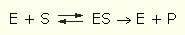 E + S ⇌ ES → E + P